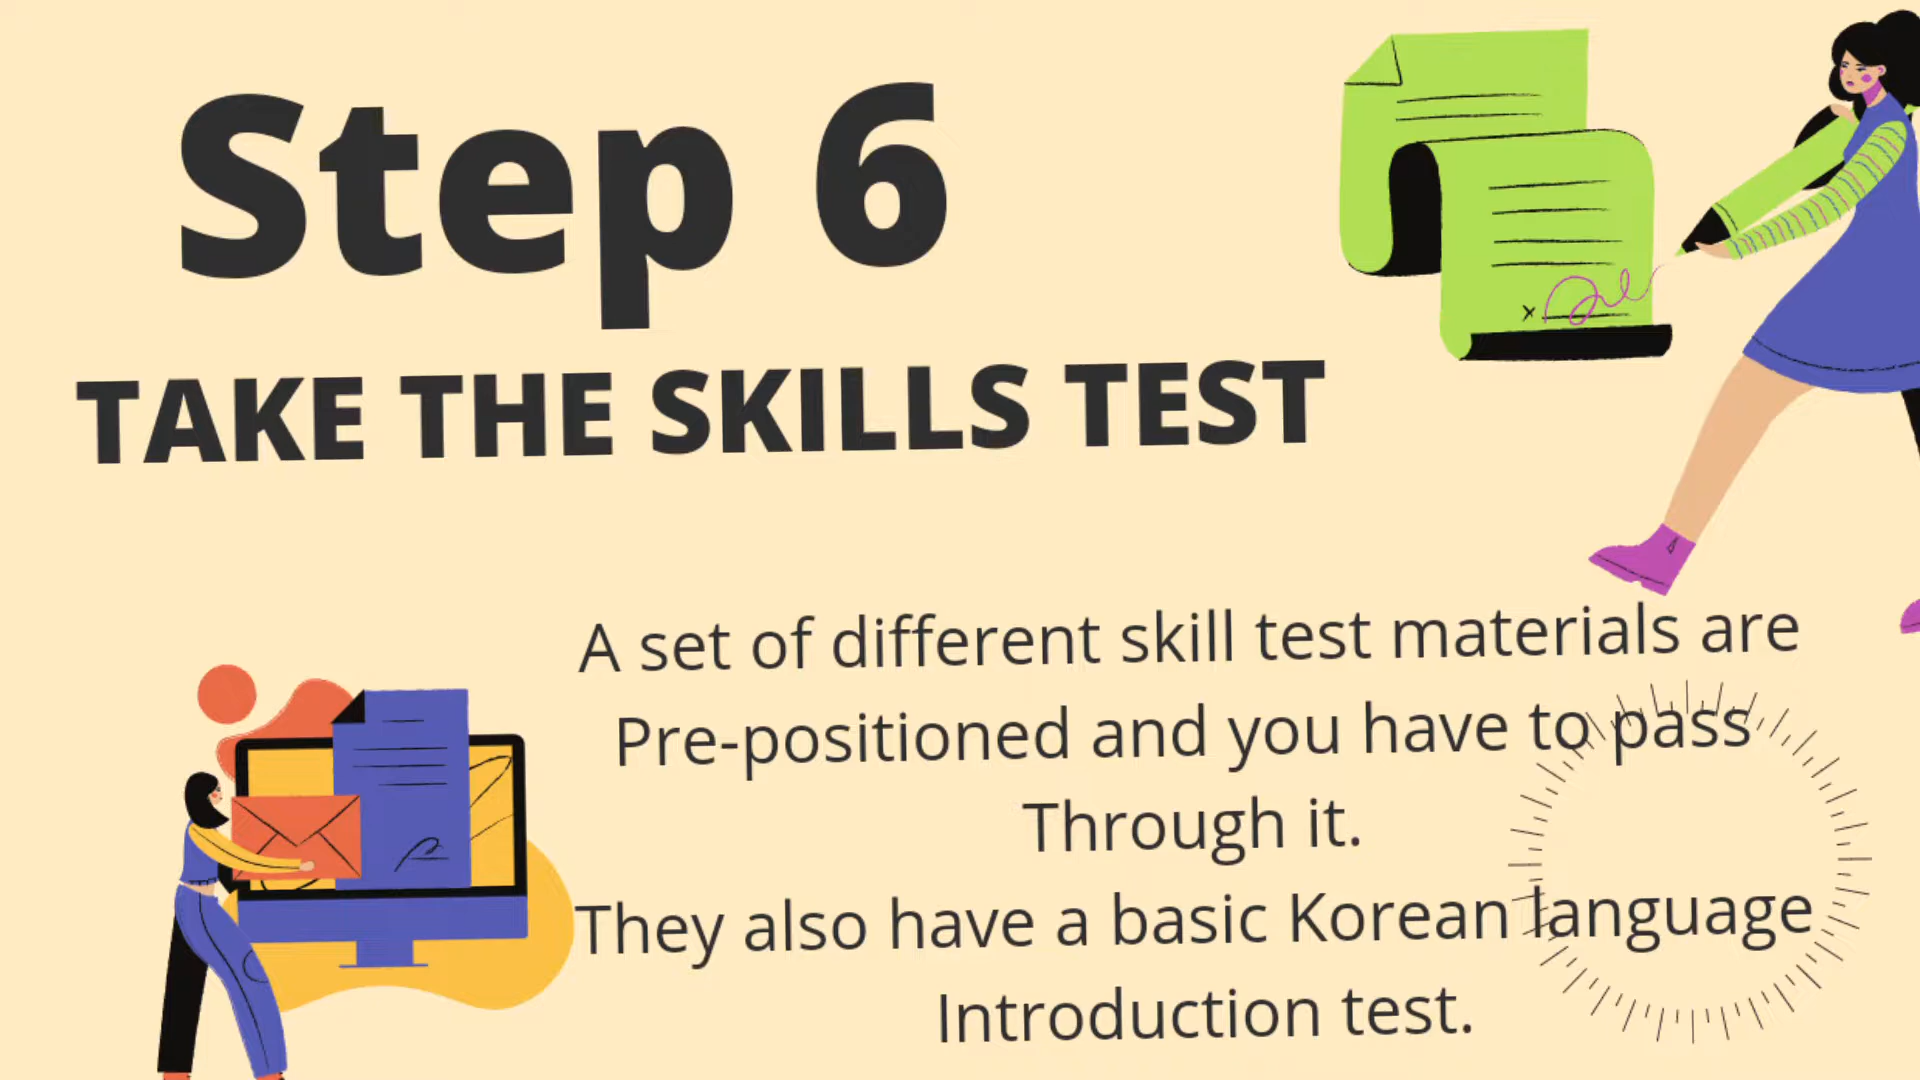 Step 6
TAKE THE SKILLS TEST
A set of different skill test materials are
Pre-positioned and you have to pass
Through it.
They also have a basic Korean language
Introduction test.